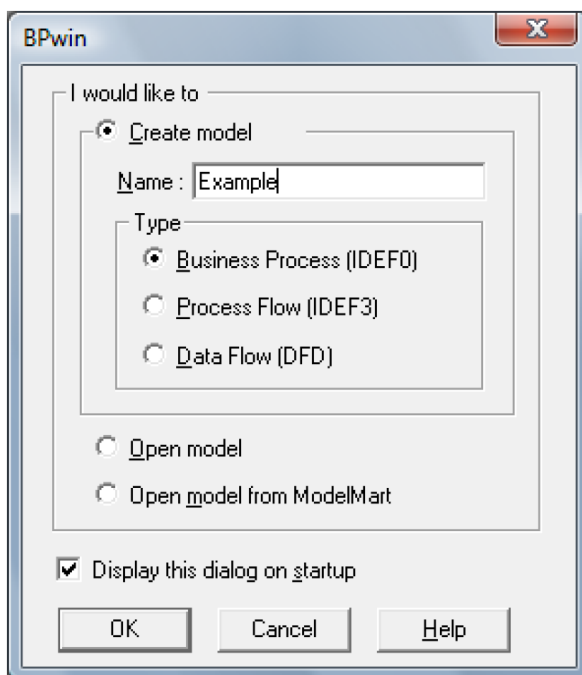 BPwin
I would like to
Create model
Name : Example
Type
Business Process (IDEF0)
Process Flow (IDEF3)
Data Flow (DFD)
Open model
Open model from ModelMart
Display this dialog on startup
OK Cancel Help